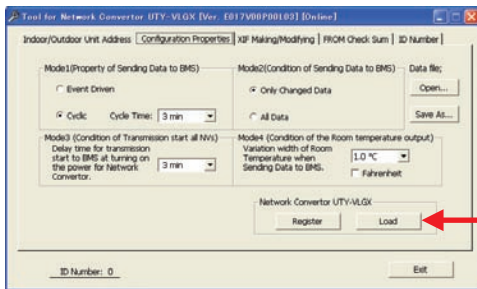 Tool for Network Convertor UTY-VLGX [Ver. E017V00P00L03] [Online]
Indoor/Outdoor Unit Address Configuration Properties XIF Making/Modifying FROM Check Sum ID Number
Mode1(Property of Sending Data to BMS)
Event Driven
Cyclic Cycle Time: 3 min
Mode2(Condition of Sending Data to BMS)
Only Changed Data
All Data
Data file;
Open...
Save As...
Mode3 (Condition of Transmission start all NVs)
Delay time for transmission
start to BMS at turning on
the power for Network
Convertor.
3 min
Mode4 (Condition of the Room temperature output)
Variation width of Room
Temperature when
Sending Data to BMS.
1.0 °C
Fahrenheit
Network Convertor UTY-VLGX
Register Load
ID Number: 0
Exit